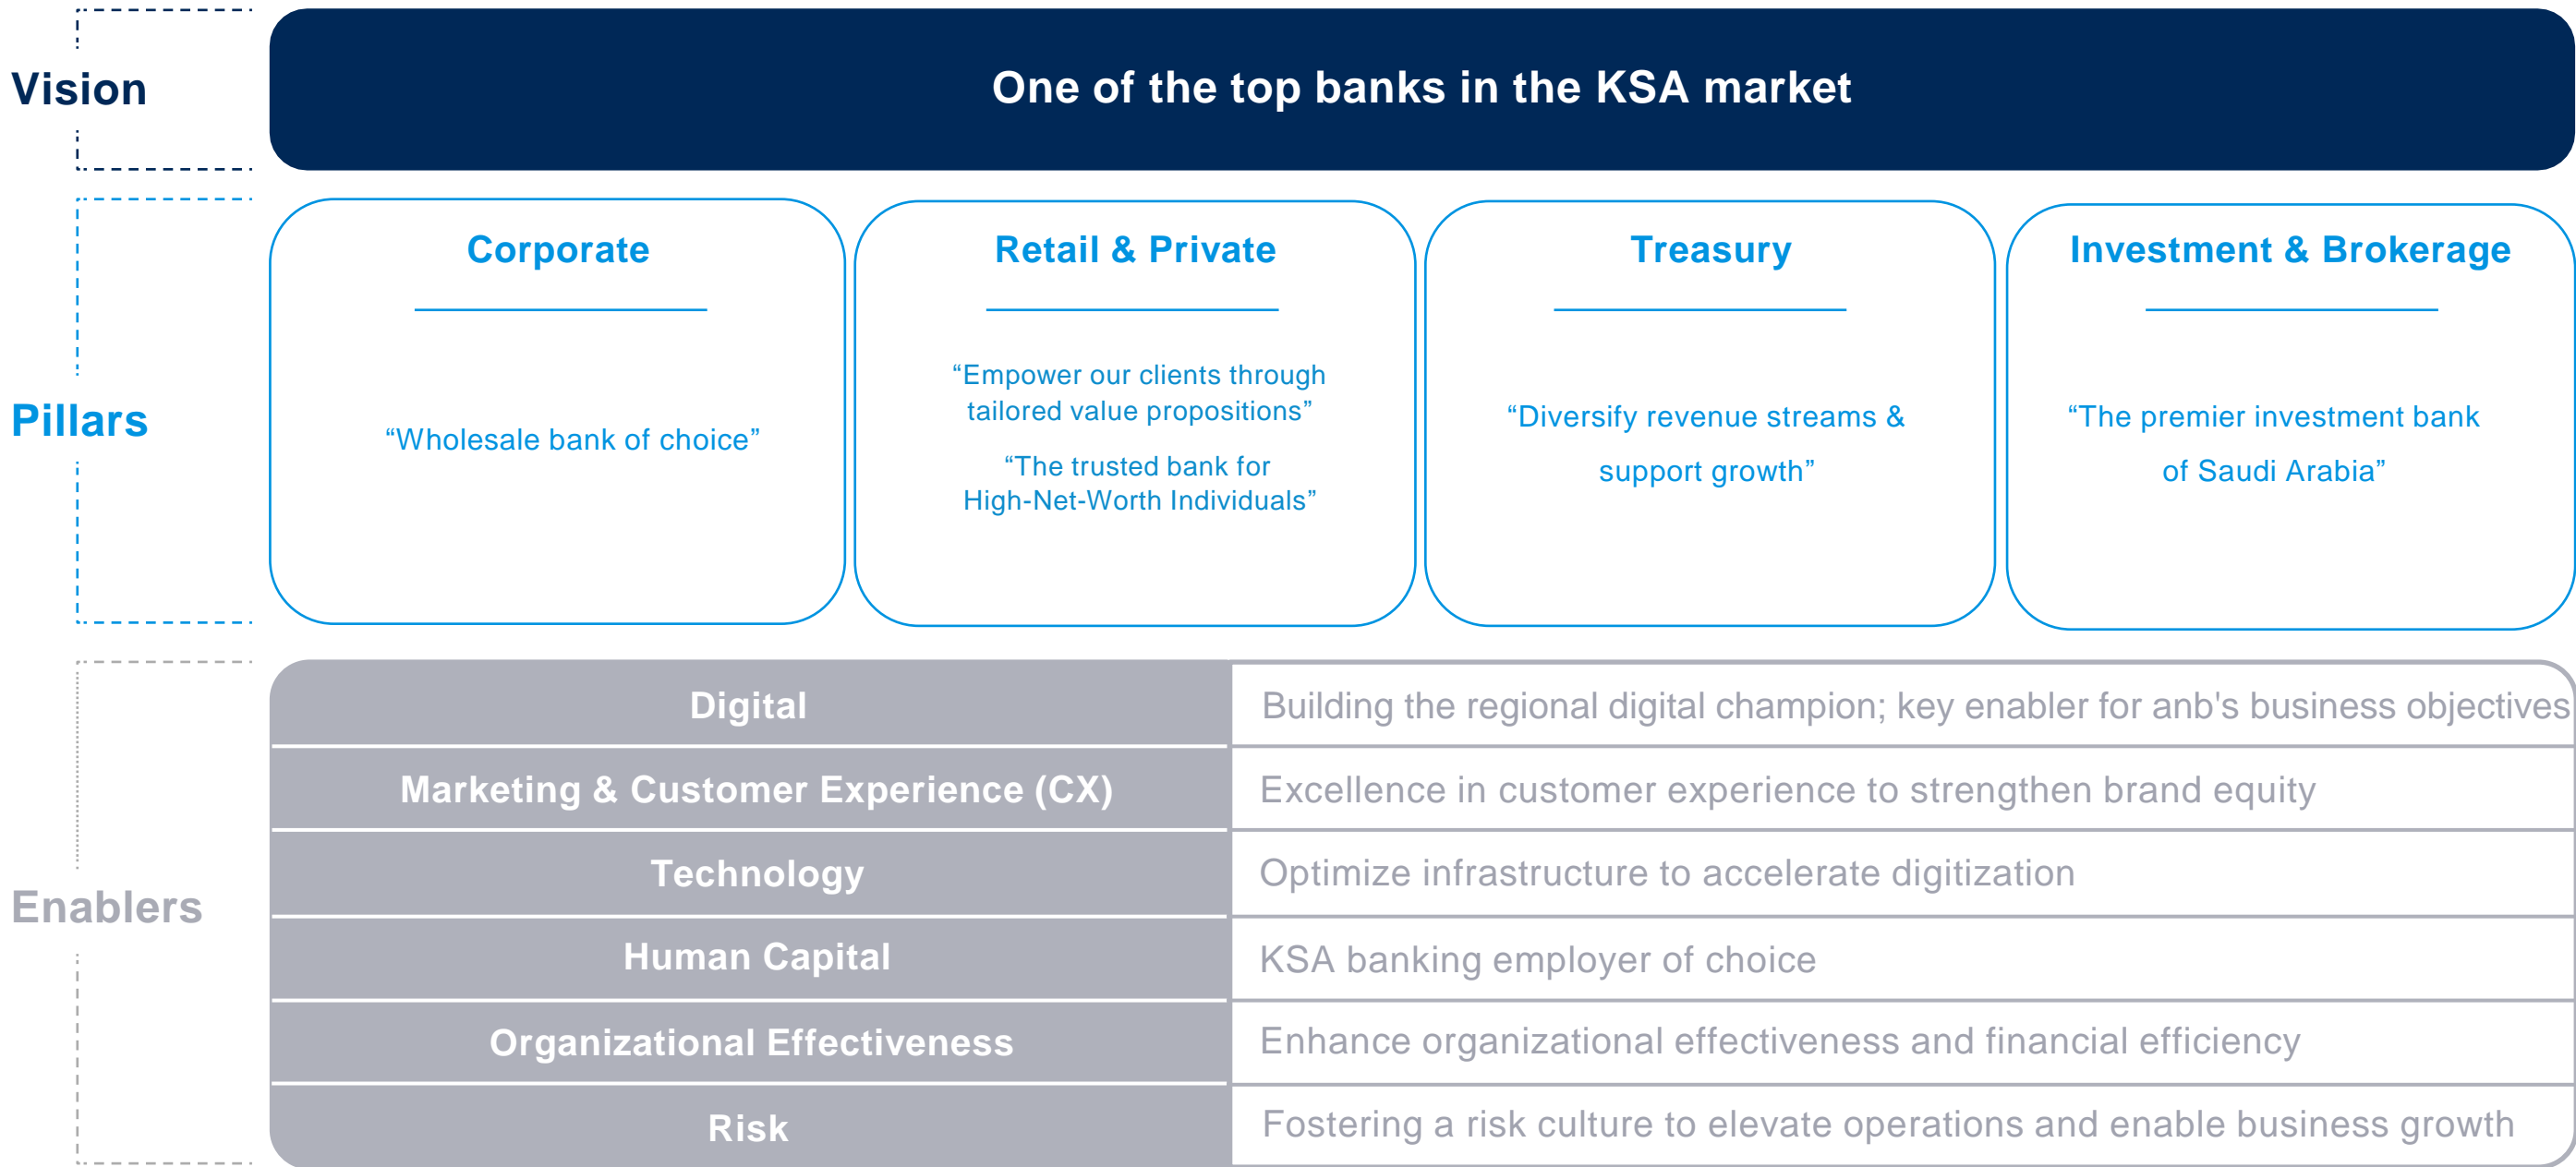 Vision
One of the top banks in the KSA market
Pillars
Corporate
“Wholesale bank of choice”
Retail & Private
“Empower our clients through
tailored value propositions”
“The trusted bank for
High-Net-Worth Individuals”
Treasury
“Diversify revenue streams &
support growth”
Investment & Brokerage
“The premier investment bank
of Saudi Arabia”
Enablers
Digital
Building the regional digital champion; key enabler for anb's business objectives
Marketing & Customer Experience (CX)
Excellence in customer experience to strengthen brand equity
Technology
Optimize infrastructure to accelerate digitization
Human Capital
KSA banking employer of choice
Organizational Effectiveness
Enhance organizational effectiveness and financial efficiency
Risk
Fostering a risk culture to elevate operations and enable business growth